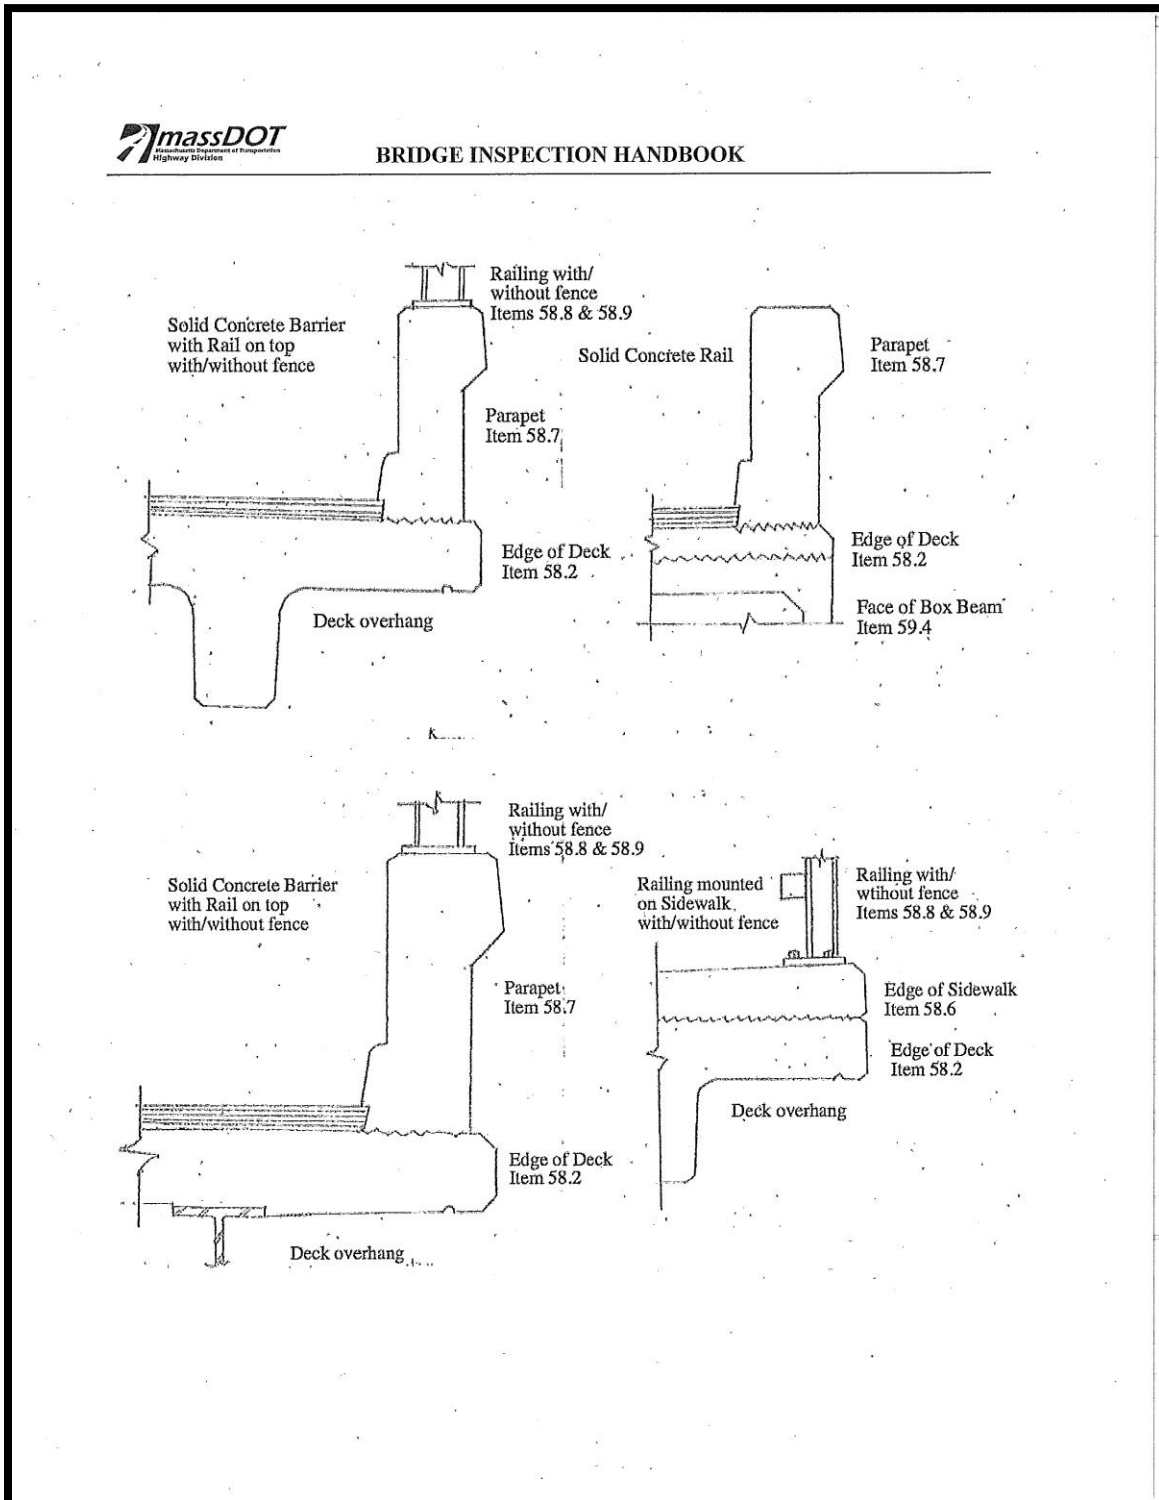 massDOT
Massachusetts Department of Transportation
Highway Division
BRIDGE INSPECTION HANDBOOK
Solid Concrete Barrier
with Rail on top
with/without fence
Railing with/
without fence
Items 58.8 & 58.9
Parapet
Item 58.7
Edge of Deck
Item 58.2
Deck overhang
Solid Concrete Rail
Parapet
Item 58.7
Edge of Deck
Item 58.2
Face of Box Beam
Item 59.4
Solid Concrete Barrier
with Rail on top
with/without fence
Railing with/
without fence
Items 58.8 & 58.9
Parapet
Item 58.7
Edge of Deck
Item 58.2
Deck overhang
Railing mounted
on Sidewalk
with/without fence
Railing with/
wtihout fence
Items 58.8 & 58.9
Edge of Sidewalk
Item 58.6
Edge of Deck
Item 58.2
Deck overhang